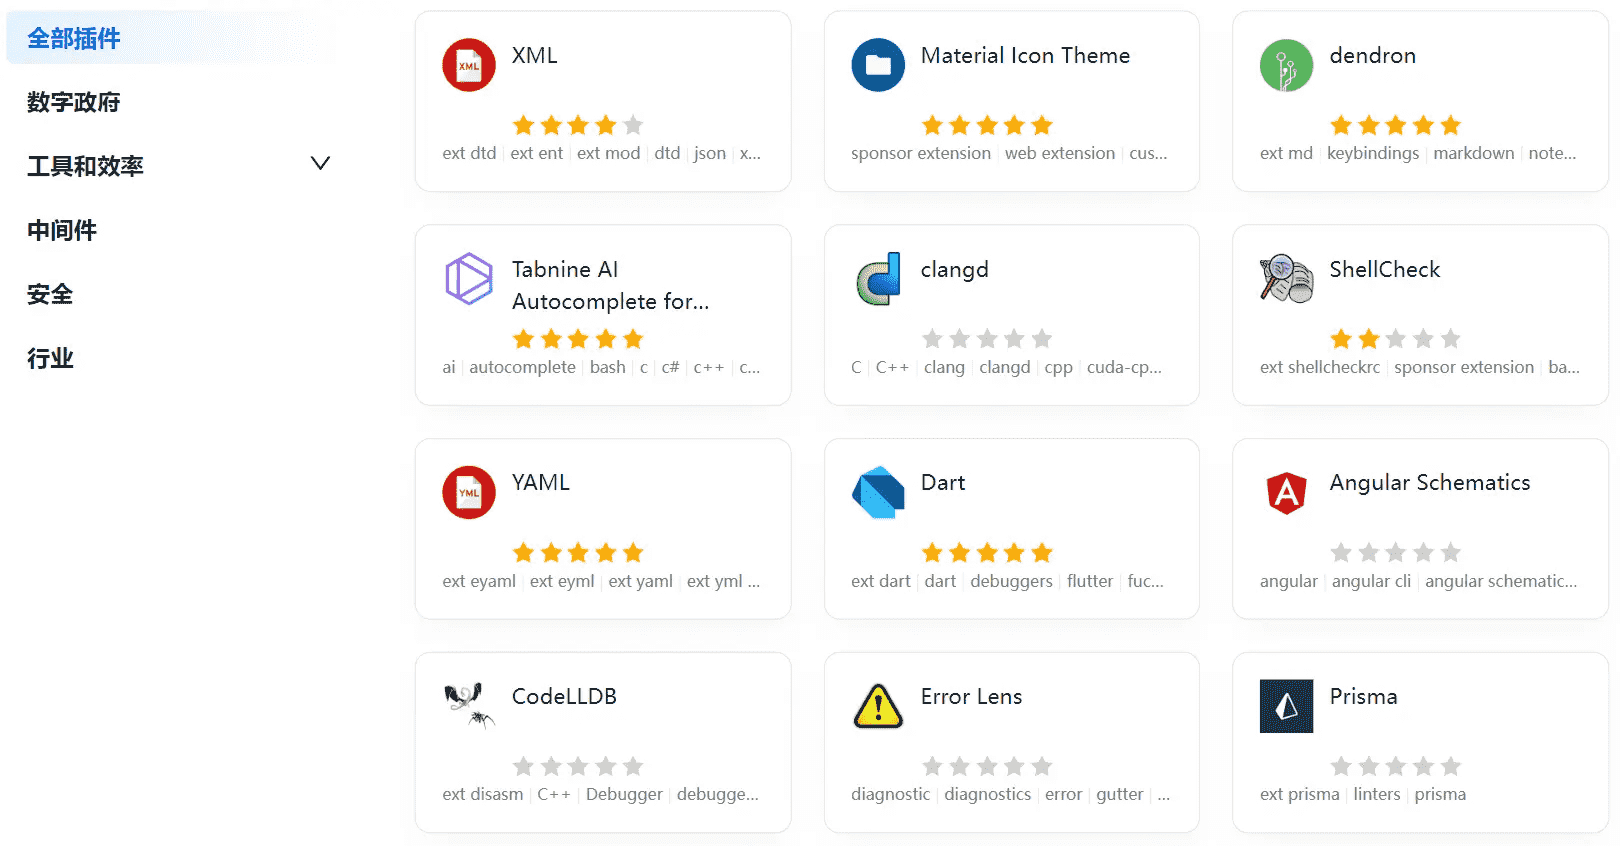 全部插件
数字政府
工具和效率
中间件
安全
行业
XML
XML
ext dtd | ext ent | ext mod | dtd | json | x...
Material Icon Theme
sponsor extension | web extension | cus...
dendron
ext md | keybindings | markdown | note...
Tabnine AI
Autocomplete for...
ai | autocomplete | bash | c | c# | c++ | c...
clangd
C | C++ | clang | clangd | cpp | cuda-cp...
ShellCheck
ext shellcheckrc | sponsor extension | ba...
YML
YAML
ext eyaml | ext eyml | ext yaml | ext yml ...
Dart
ext dart | dart | debuggers | flutter | fuc...
A
Angular Schematics
angular | angular cli | angular schematic...
CodeLLDB
ext disasm | C++ | Debugger | debugge...
Error Lens
diagnostic | diagnostics | error | gutter | ...
Prisma
ext prisma | linters | prisma